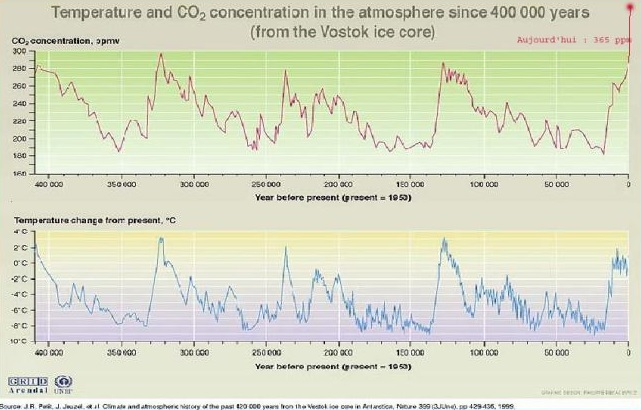 Temperature and CO₂ concentration in the atmosphere since 400 000 years
(from the Vostok ice core)
Aujourd'hui : 365 ppm
CO₂ concentration, ppmv
300
280
260
240
220
200
180
160
400 000 350 000 300 000 250 000 200 000 150 000 100 000 50 000 0
Year before present (present = 1950)
Temperature change from present, °C
4°C
2°C
0°C
-2°C
-4°C
-6°C
-8°C
10°C
400 000 350 000 300 000 250 000 200 000 150 000 100 000 50 000 0
Year before present (present = 1950)
GRID
Arendal UNEP
GRAPHIC DESIGN: PHILIPPE REKACEWICZ
Source: J.R. Petit, J. Jouzel, et al. Climate and atmospheric history of the past 420 000 years from the Vostok ice core in Antarctica, Nature 399 (3JUne), pp 429-436, 1999.